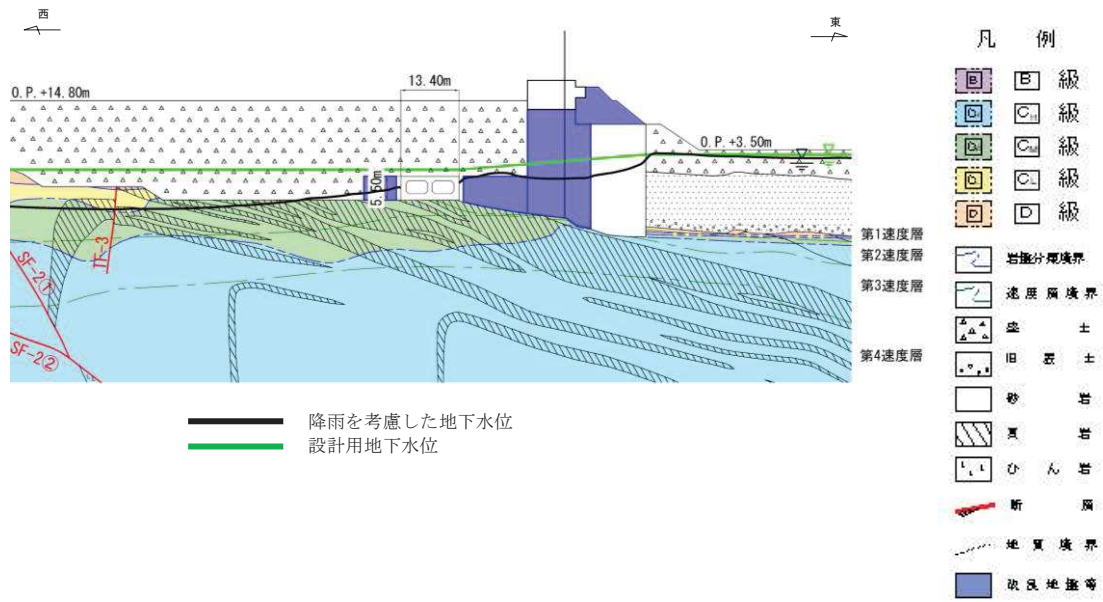 西
東
13.40m
O.P.+14.80m
O.P.+3.50m
5.50m
TF-3
SF-2①
SF-2②
第1速度層
第2速度層
第3速度層
第4速度層
降雨を考慮した地下水位
設計用地下水位
凡 例
B B 級
CH 級
CM 級
CL 級
D D 級
岩盤分類境界
速度層境界
盛土
旧表土
砂岩
頁岩
ひん岩
断層
地質境界
改良地盤等